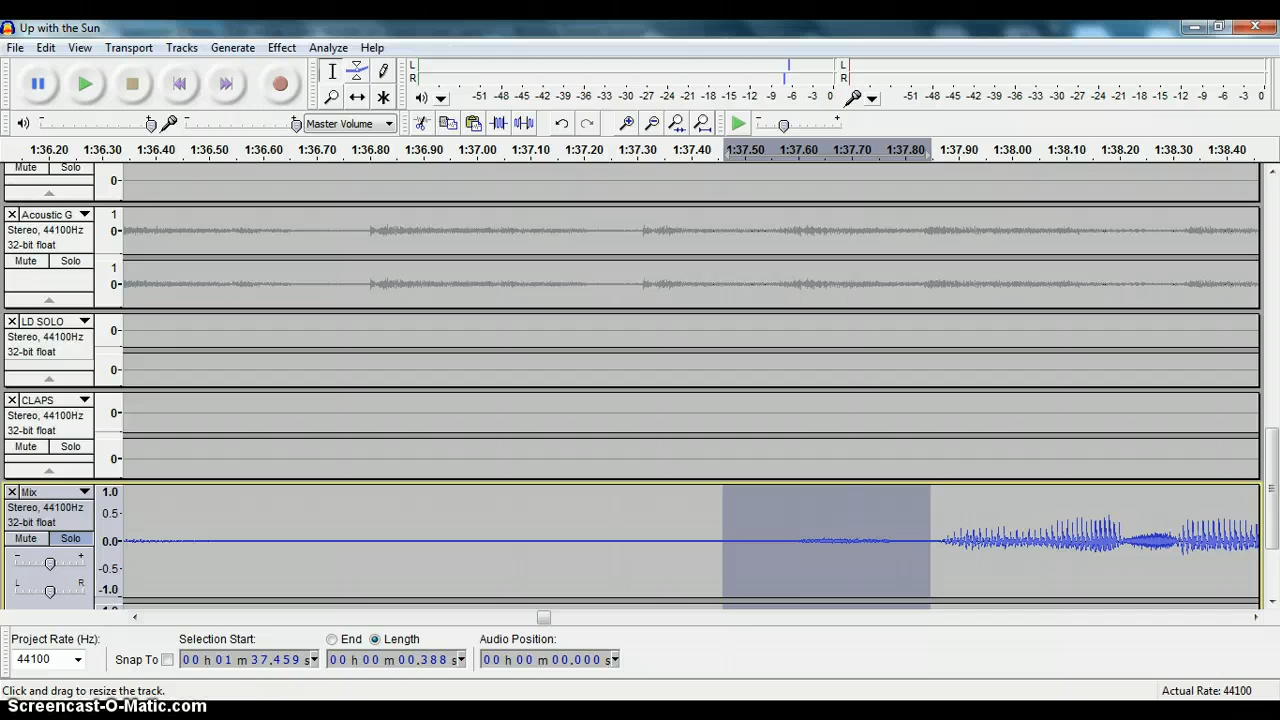 Up with the Sun
File Edit View Transport Tracks Generate Effect Analyze Help
L
R
-51 -48 -45 -42 -39 -36 -33 -30 -27 -24 -21 -18 -15 -12 -9 -6 -3 0
L
R
-51 -48 -45 -42 -39 -36 -33 -30 -27 -24 -21 -18 -15 -12 -9 -6 -3 0
- + - + Master Volume - +
1:36.20 1:36.30 1:36.40 1:36.50 1:36.60 1:36.70 1:36.80 1:36.90 1:37.00 1:37.10 1:37.20 1:37.30 1:37.40 1:37.50 1:37.60 1:37.70 1:37.80 1:37.90 1:38.00 1:38.10 1:38.20 1:38.30 1:38.40
Mute Solo
0-
X Acoustic G 1
Stereo, 44100Hz 0-
32-bit float
Mute Solo 1
0-
X LD SOLO
Stereo, 44100Hz 0-
32-bit float
0-
X CLAPS
Stereo, 44100Hz 0-
32-bit float
Mute Solo
0-
X Mix 1.0
Stereo, 44100Hz 0.5-
32-bit float
Mute Solo 0.0-
- + -0.5-
L R -1.0
1.0
Project Rate (Hz): Selection Start: End Length Audio Position:
44100 Snap To 00 h 01 m 37.459 s 00 h 00 m 00.388 s 00 h 00 m 00.000 s
Click and drag to resize the track. Actual Rate: 44100
Screencast-O-Matic.com